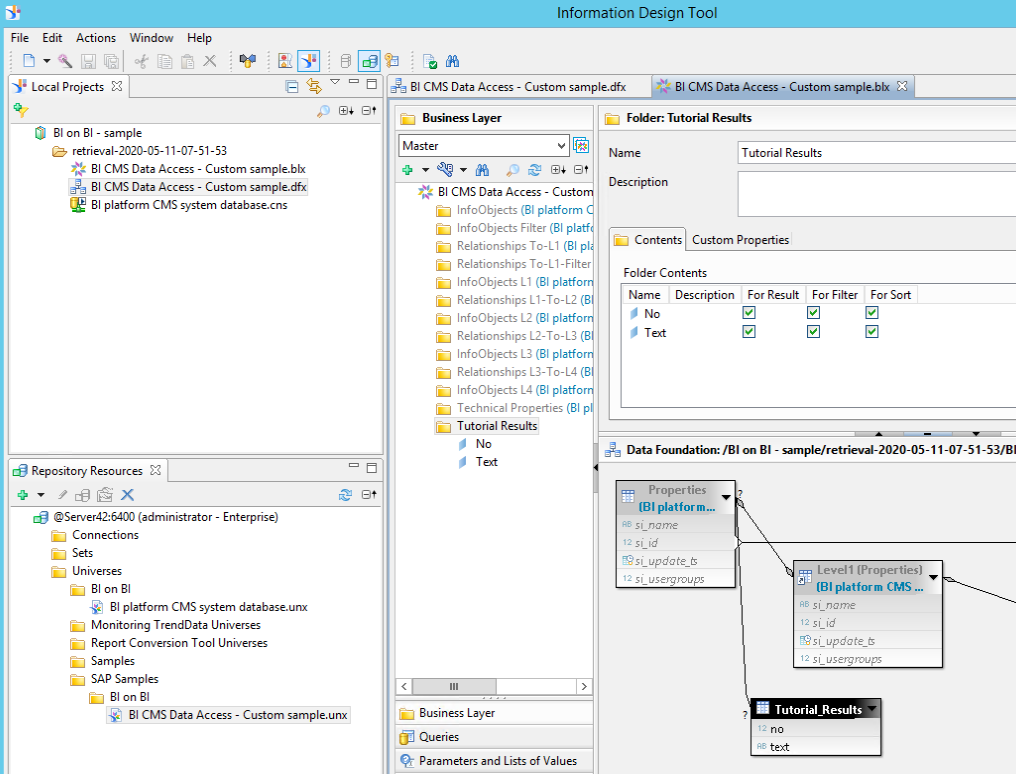 Information Design Tool
File Edit Actions Window Help
Local Projects
BI on BI - sample
retrieval-2020-05-11-07-51-53
BI CMS Data Access - Custom sample.blx
BI CMS Data Access - Custom sample.dfx
BI platform CMS system database.cns
Repository Resources
@Server42:6400 (administrator - Enterprise)
Connections
Sets
Universes
BI on BI
BI platform CMS system database.unx
Monitoring TrendData Universes
Report Conversion Tool Universes
Samples
SAP Samples
BI on BI
BI CMS Data Access - Custom sample.unx
BI CMS Data Access - Custom sample.dfx
BI CMS Data Access - Custom sample.blx
Business Layer
Master
BI CMS Data Access - Custom
InfoObjects (BI platform C
InfoObjects Filter (BI platfo
Relationships To-L1 (BI pla
Relationships To-L1-Filter
InfoObjects L1 (BI platform
Relationships L1-To-L2 (BI
InfoObjects L2 (BI platform
Relationships L2-To-L3 (BI
InfoObjects L3 (BI platform
Relationships L3-To-L4 (BI
InfoObjects L4 (BI platform
Technical Properties (BI pl
Tutorial Results
No
Text
Business Layer
Queries
Parameters and Lists of Values
Folder: Tutorial Results
Name Tutorial Results
Description
Contents Custom Properties
Folder Contents
Name Description For Result For Filter For Sort
No
Text
Data Foundation: /BI on BI - sample/retrieval-2020-05-11-07-51-53/BI
Properties
(BI platform...
AB si_name
12 si_id
si_update_ts
12 si_usergroups
?
Level1 (Properties)
(BI platform CMS ...
AB si_name
12 si_id
si_update_ts
12 si_usergroups
?
Tutorial_Results
12 no
AB text